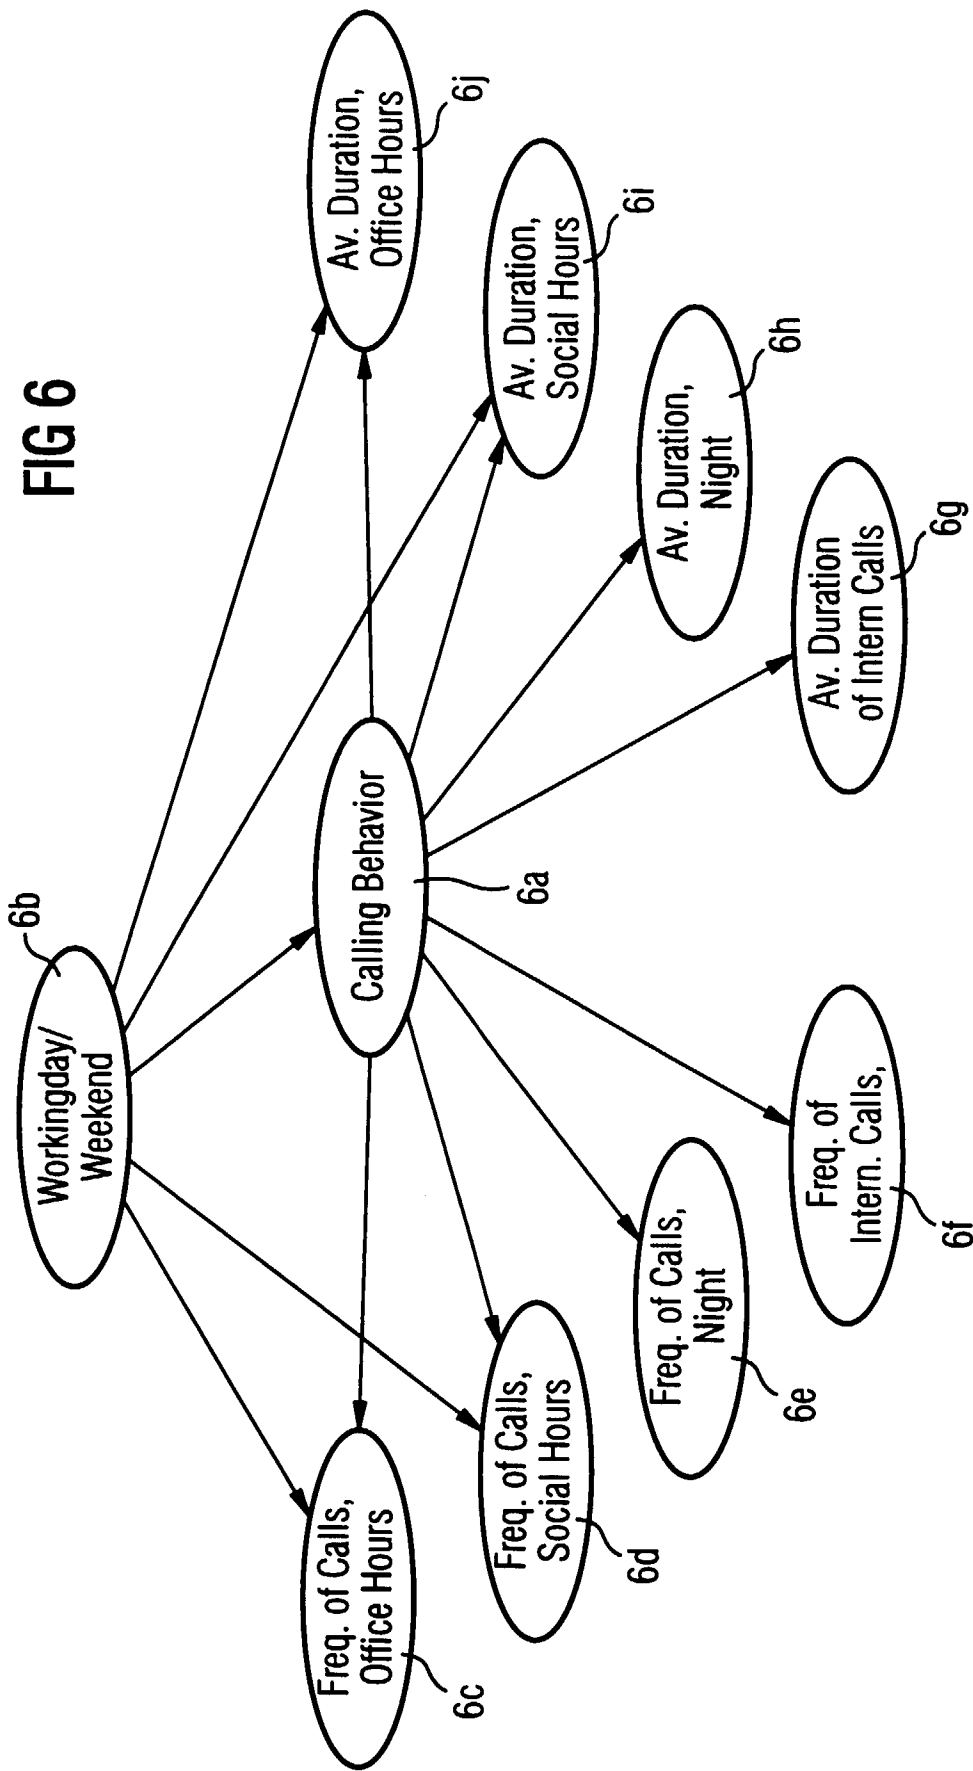 FIG 6
6b
Workingday/
Weekend
Calling Behavior
6a
Freq. of Calls,
Office Hours
6c
Freq. of Calls,
Social Hours
6d
Freq. of Calls,
Night
6e
Freq. of
Intern. Calls,
6f
Av. Duration
of Intern Calls
6g
Av. Duration,
Night
6h
Av. Duration,
Social Hours
6i
Av. Duration,
Office Hours
6j